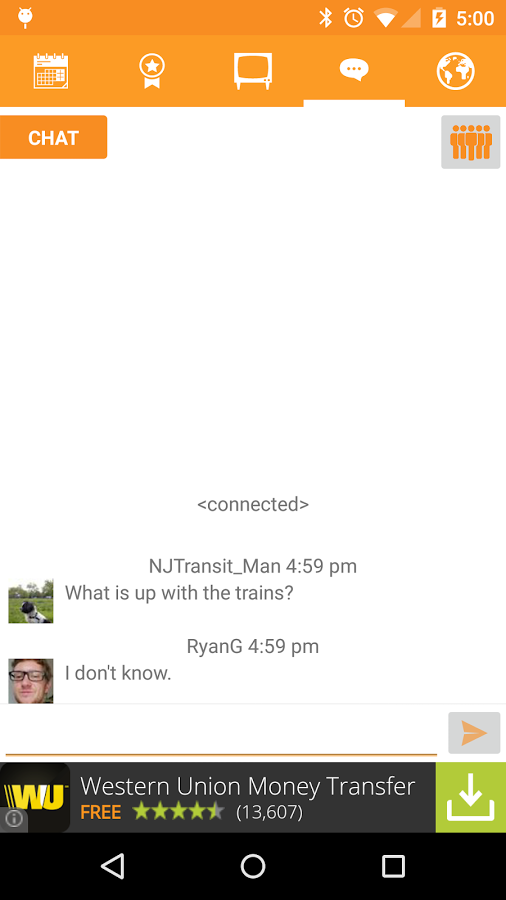 5:00
CHAT
<connected>
NJTransit_Man 4:59 pm
What is up with the trains?
RyanG 4:59 pm
I don't know.
WU
Western Union Money Transfer
FREE (13,607)